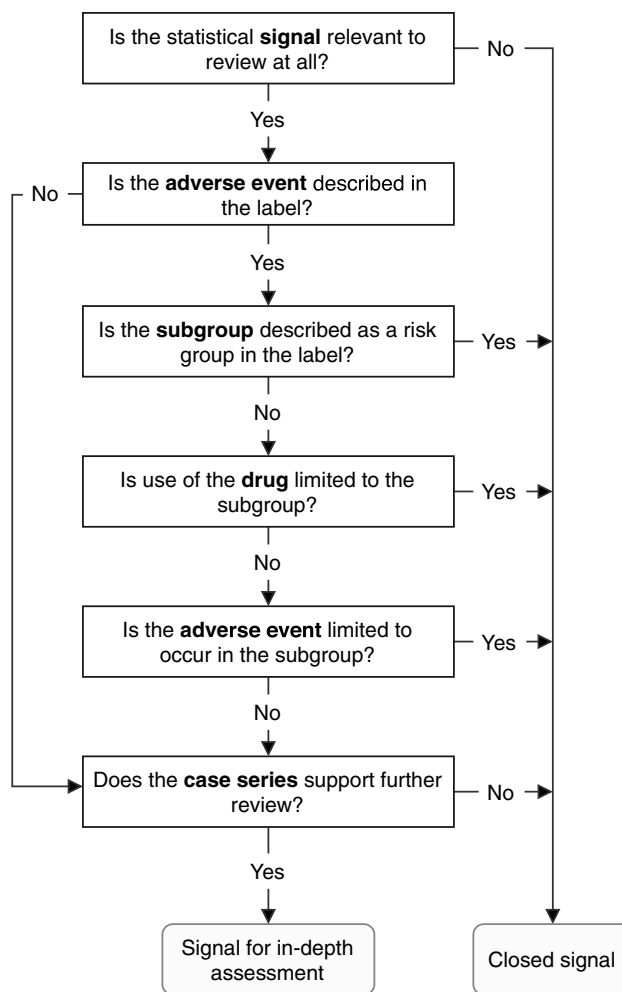 Is the statistical signal relevant to
review at all?
No
Yes
Is the adverse event described in
the label?
No
Yes
Is the subgroup described as a risk
group in the label?
Yes
No
Is use of the drug limited to the
subgroup?
Yes
No
Is the adverse event limited to
occur in the subgroup?
Yes
No
Does the case series support further
review?
No
Yes
Signal for in-depth
assessment
Closed signal